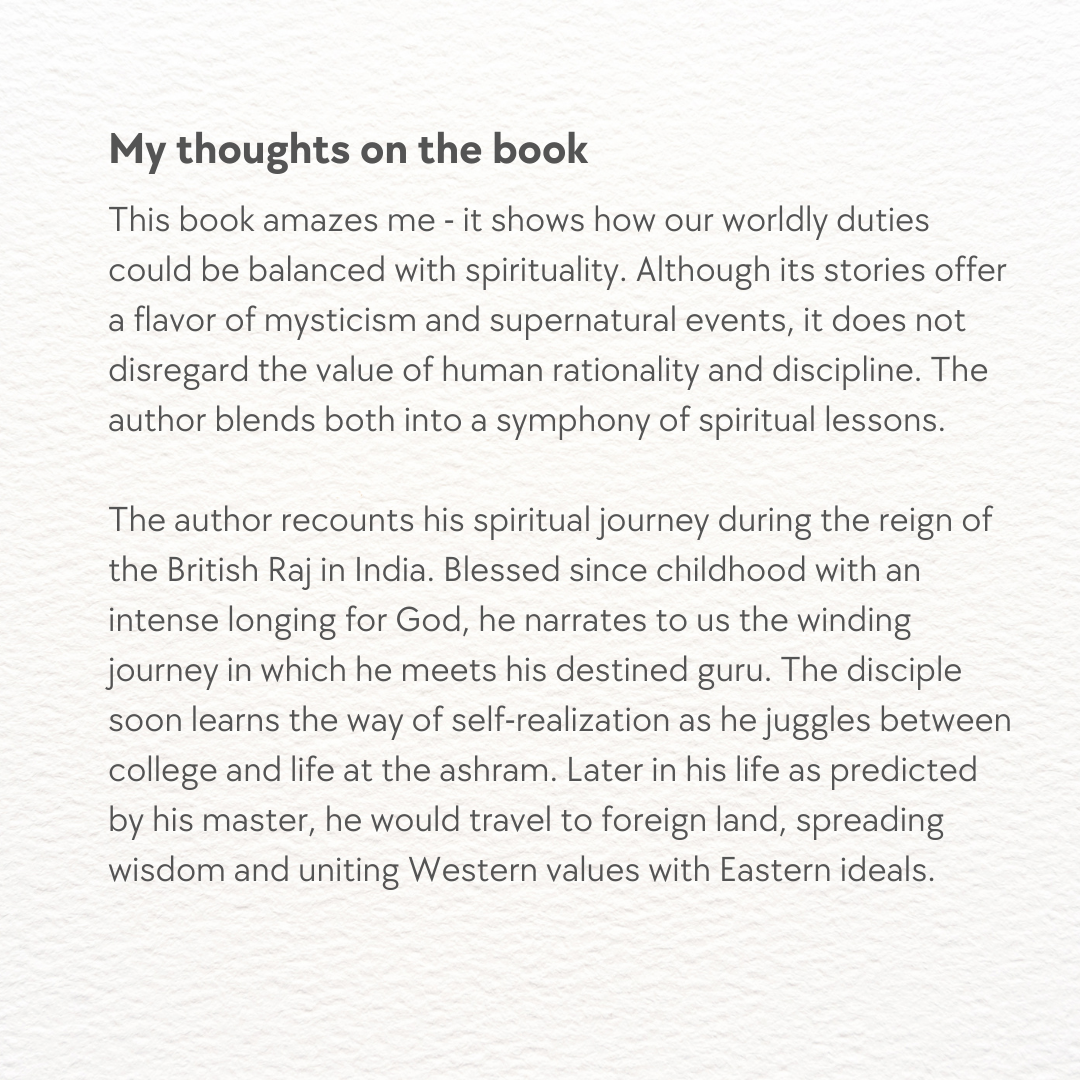 My thoughts on the book
This book amazes me - it shows how our worldly duties
could be balanced with spirituality. Although its stories offer
a flavor of mysticism and supernatural events, it does not
disregard the value of human rationality and discipline. The
author blends both into a symphony of spiritual lessons.
The author recounts his spiritual journey during the reign of
the British Raj in India. Blessed since childhood with an
intense longing for God, he narrates to us the winding
journey in which he meets his destined guru. The disciple
soon learns the way of self-realization as he juggles between
college and life at the ashram. Later in his life as predicted
by his master, he would travel to foreign land, spreading
wisdom and uniting Western values with Eastern ideals.